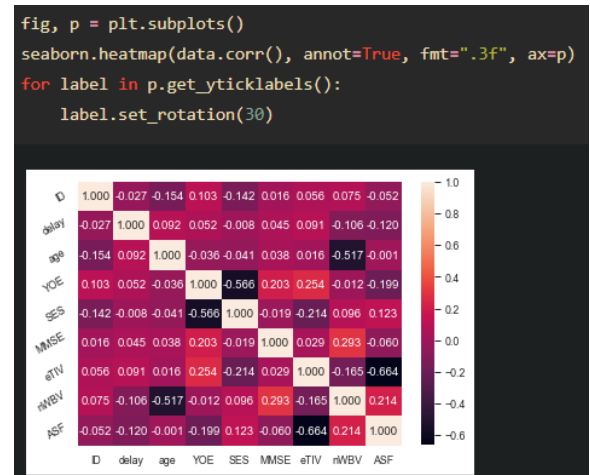 fig, p = plt.subplots()
seaborn.heatmap(data.corr(), annot=True, fmt=".3f", ax=p)
for label in p.get_yticklabels():
    label.set_rotation(30)
ID 1.000 -0.027 -0.154 0.103 -0.142 0.016 0.056 0.075 -0.052
delay -0.027 1.000 0.092 0.052 -0.008 0.045 0.091 -0.106 -0.120
age -0.154 0.092 1.000 -0.036 -0.041 0.038 0.016 -0.517 -0.001
YOE 0.103 0.052 -0.036 1.000 -0.566 0.203 0.254 -0.012 -0.199
SES -0.142 -0.008 -0.041 -0.566 1.000 -0.019 -0.214 0.096 0.123
MMSE 0.016 0.045 0.038 0.203 -0.019 1.000 0.029 0.293 -0.060
eTIV 0.056 0.091 0.016 0.254 -0.214 0.029 1.000 -0.165 -0.664
nWBV 0.075 -0.106 -0.517 -0.012 0.096 0.293 -0.165 1.000 0.214
ASF -0.052 -0.120 -0.001 -0.199 0.123 -0.060 -0.664 0.214 1.000
ID delay age YOE SES MMSE eTIV nWBV ASF
1.0
0.8
0.6
0.4
0.2
0.0
-0.2
-0.4
-0.6